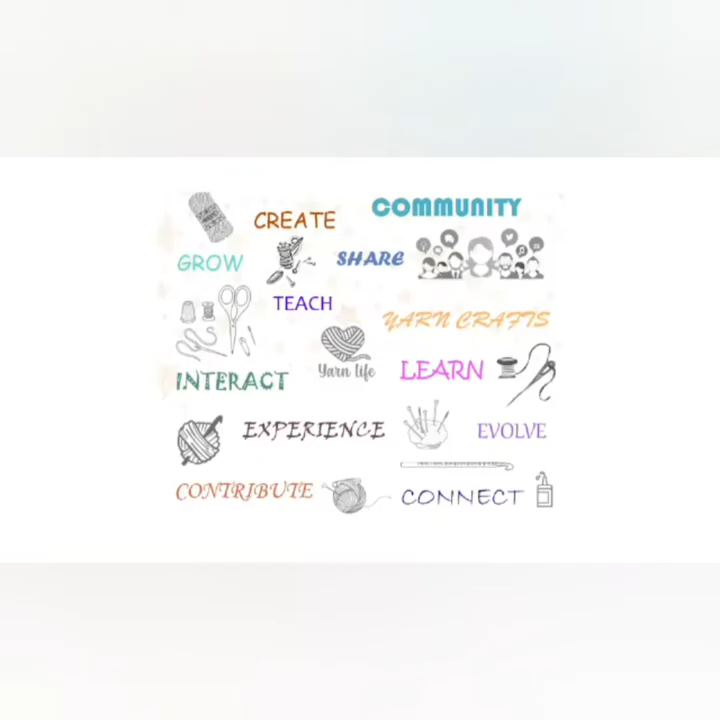 COMMUNITY
CREATE
SHARE
GROW
TEACH
YARN CRAFTS
Yarn life
LEARN
INTERACT
EXPERIENCE
EVOLVE
CONTRIBUTE
CONNECT